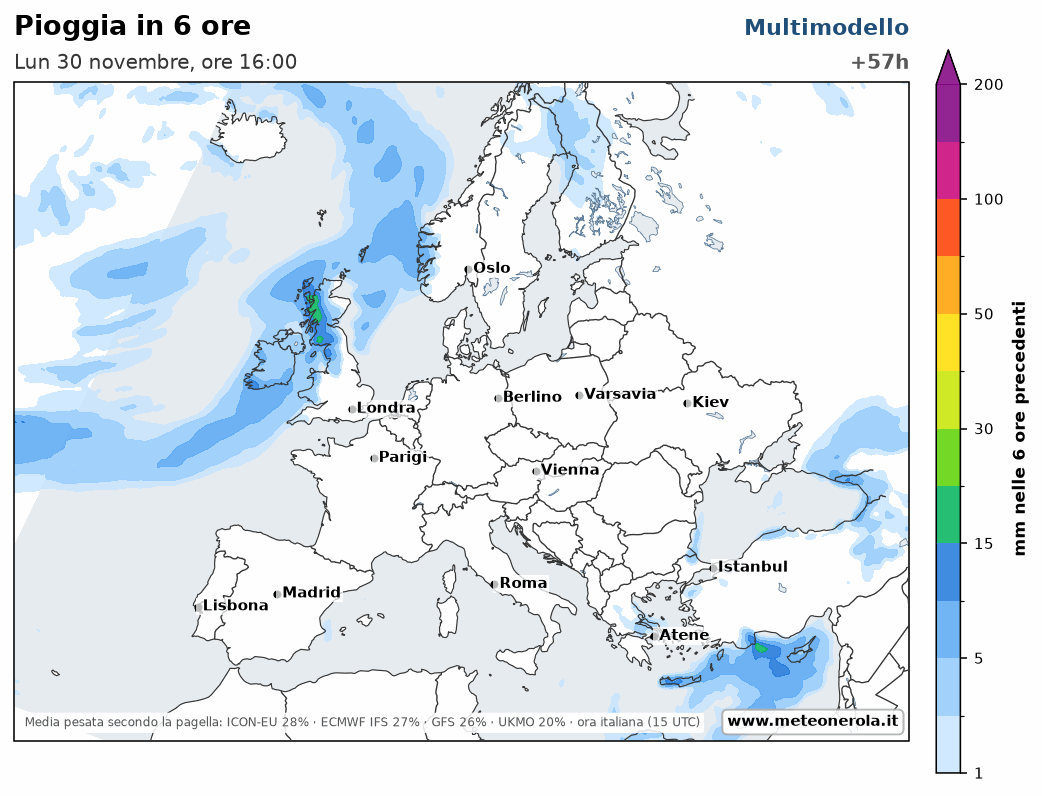 Pioggia in 6 ore
Multimodello
Lun 30 novembre, ore 16:00
+57h
200
100
50
30
15
5
1
mm nelle 6 ore precedenti
Oslo
Berlino
Varsavia
Kiev
Londra
Parigi
Vienna
Istanbul
Roma
Madrid
Lisbona
Atene
Media pesata secondo la pagella: ICON-EU 28% · ECMWF IFS 27% · GFS 26% · UKMO 20% · ora italiana (15 UTC)
www.meteonerola.it